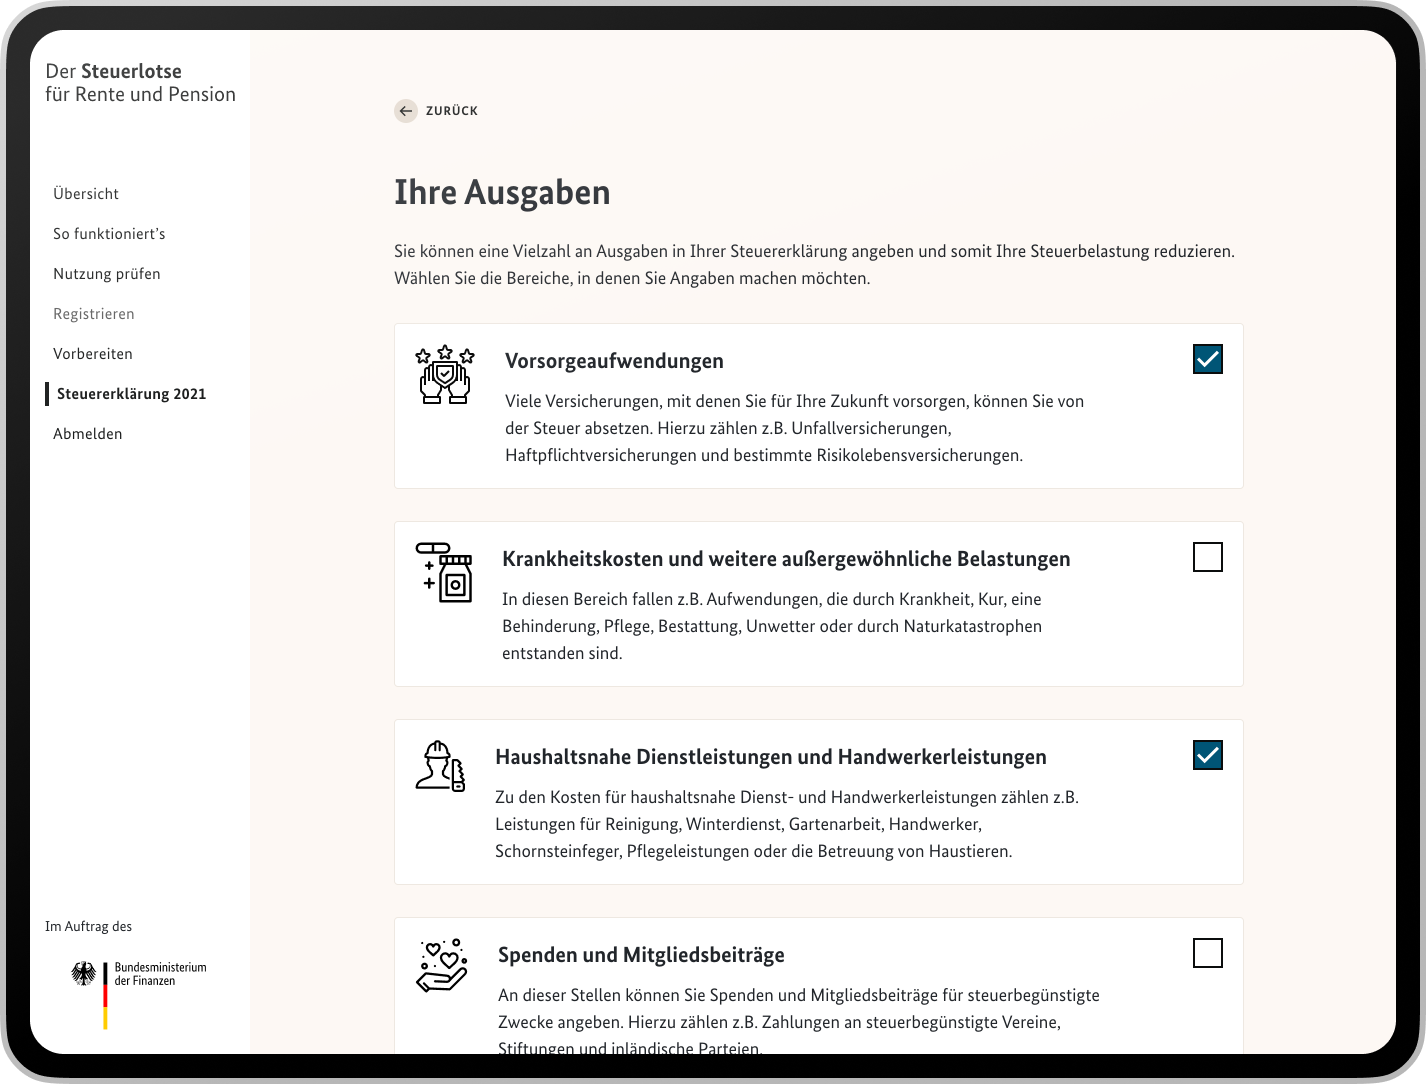 Der Steuerlotse
für Rente und Pension
Übersicht
So funktioniert’s
Nutzung prüfen
Registrieren
Vorbereiten
Steuererklärung 2021
Abmelden
Im Auftrag des
Bundesministerium
der Finanzen
ZURÜCK
Ihre Ausgaben
Sie können eine Vielzahl an Ausgaben in Ihrer Steuererklärung angeben und somit Ihre Steuerbelastung reduzieren.
Wählen Sie die Bereiche, in denen Sie Angaben machen möchten.
Vorsorgeaufwendungen
Viele Versicherungen, mit denen Sie für Ihre Zukunft vorsorgen, können Sie von
der Steuer absetzen. Hierzu zählen z.B. Unfallversicherungen,
Haftpflichtversicherungen und bestimmte Risikolebensversicherungen.
Krankheitskosten und weitere außergewöhnliche Belastungen
In diesen Bereich fallen z.B. Aufwendungen, die durch Krankheit, Kur, eine
Behinderung, Pflege, Bestattung, Unwetter oder durch Naturkatastrophen
entstanden sind.
Haushaltsnahe Dienstleistungen und Handwerkerleistungen
Zu den Kosten für haushaltsnahe Dienst- und Handwerkerleistungen zählen z.B.
Leistungen für Reinigung, Winterdienst, Gartenarbeit, Handwerker,
Schornsteinfeger, Pflegeleistungen oder die Betreuung von Haustieren.
Spenden und Mitgliedsbeiträge
An dieser Stellen können Sie Spenden und Mitgliedsbeiträge für steuerbegünstigte
Zwecke angeben. Hierzu zählen z.B. Zahlungen an steuerbegünstigte Vereine,
Stiftungen und inländische Parteien.